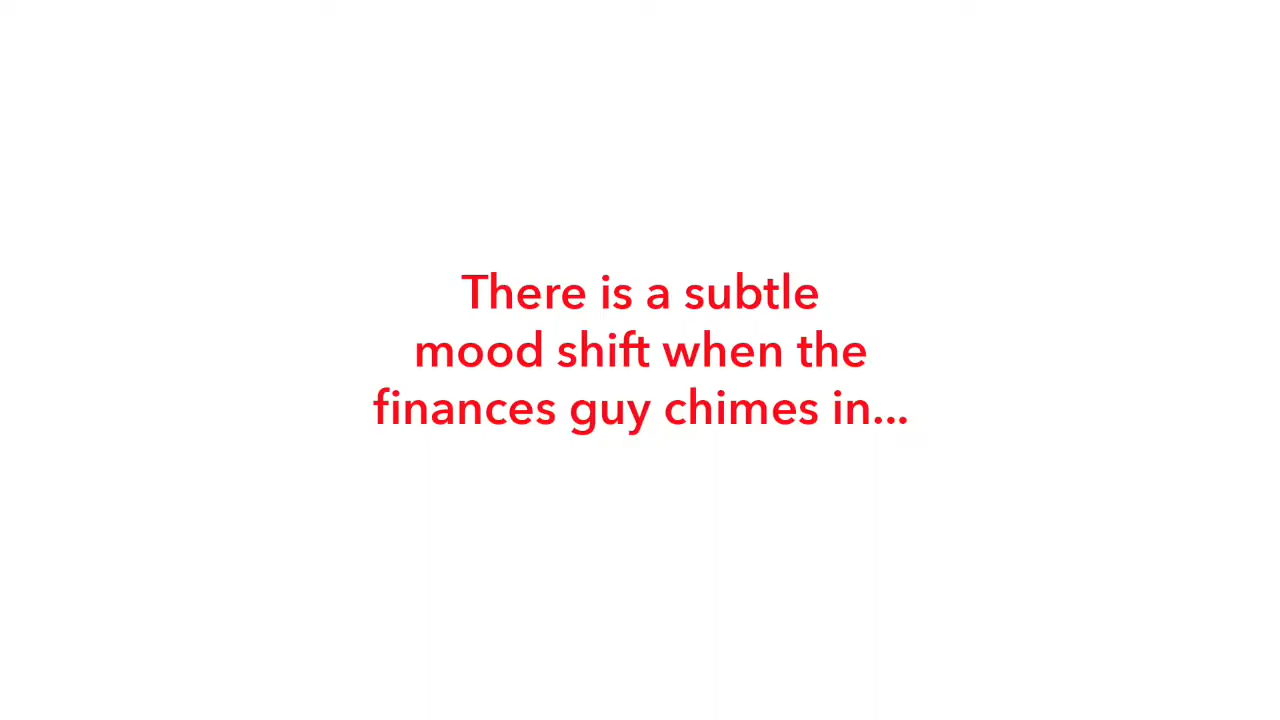 There is a subtle
mood shift when the
finances guy chimes in...